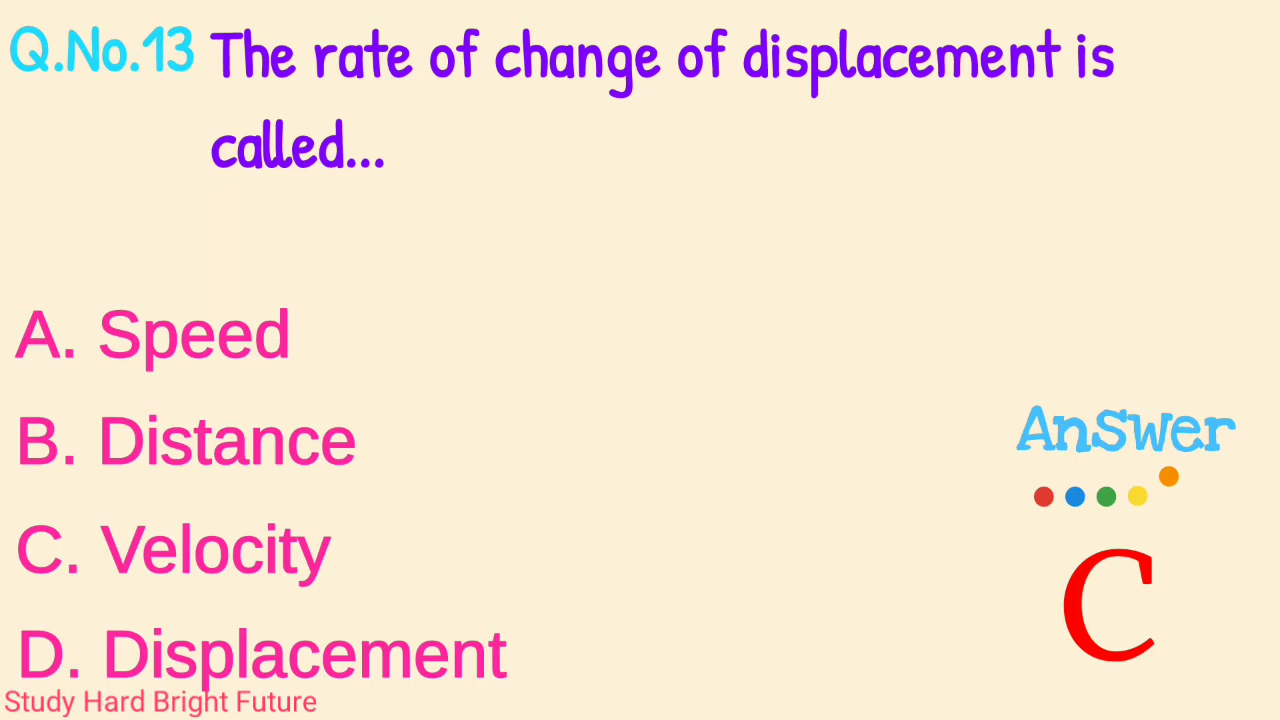 Q.No.13 The rate of change of displacement is
called...
A. Speed
B. Distance
C. Velocity
D. Displacement
Answer
C
Study Hard Bright Future